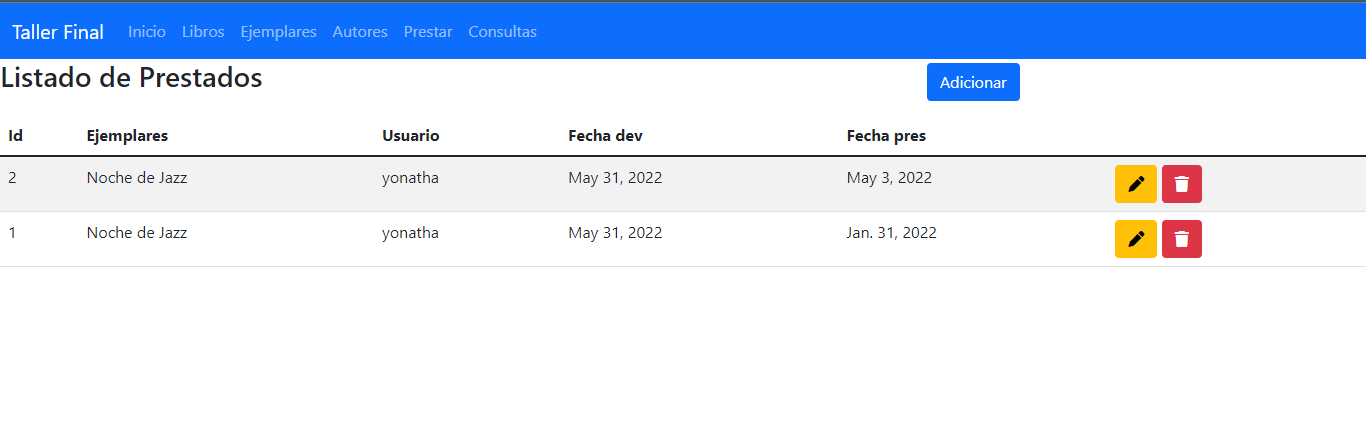 Taller Final Inicio Libros Ejemplares Autores Prestar Consultas
Listado de Prestados Adicionar
Id Ejemplares Usuario Fecha dev Fecha pres
2 Noche de Jazz yonatha May 31, 2022 May 3, 2022
1 Noche de Jazz yonatha May 31, 2022 Jan. 31, 2022